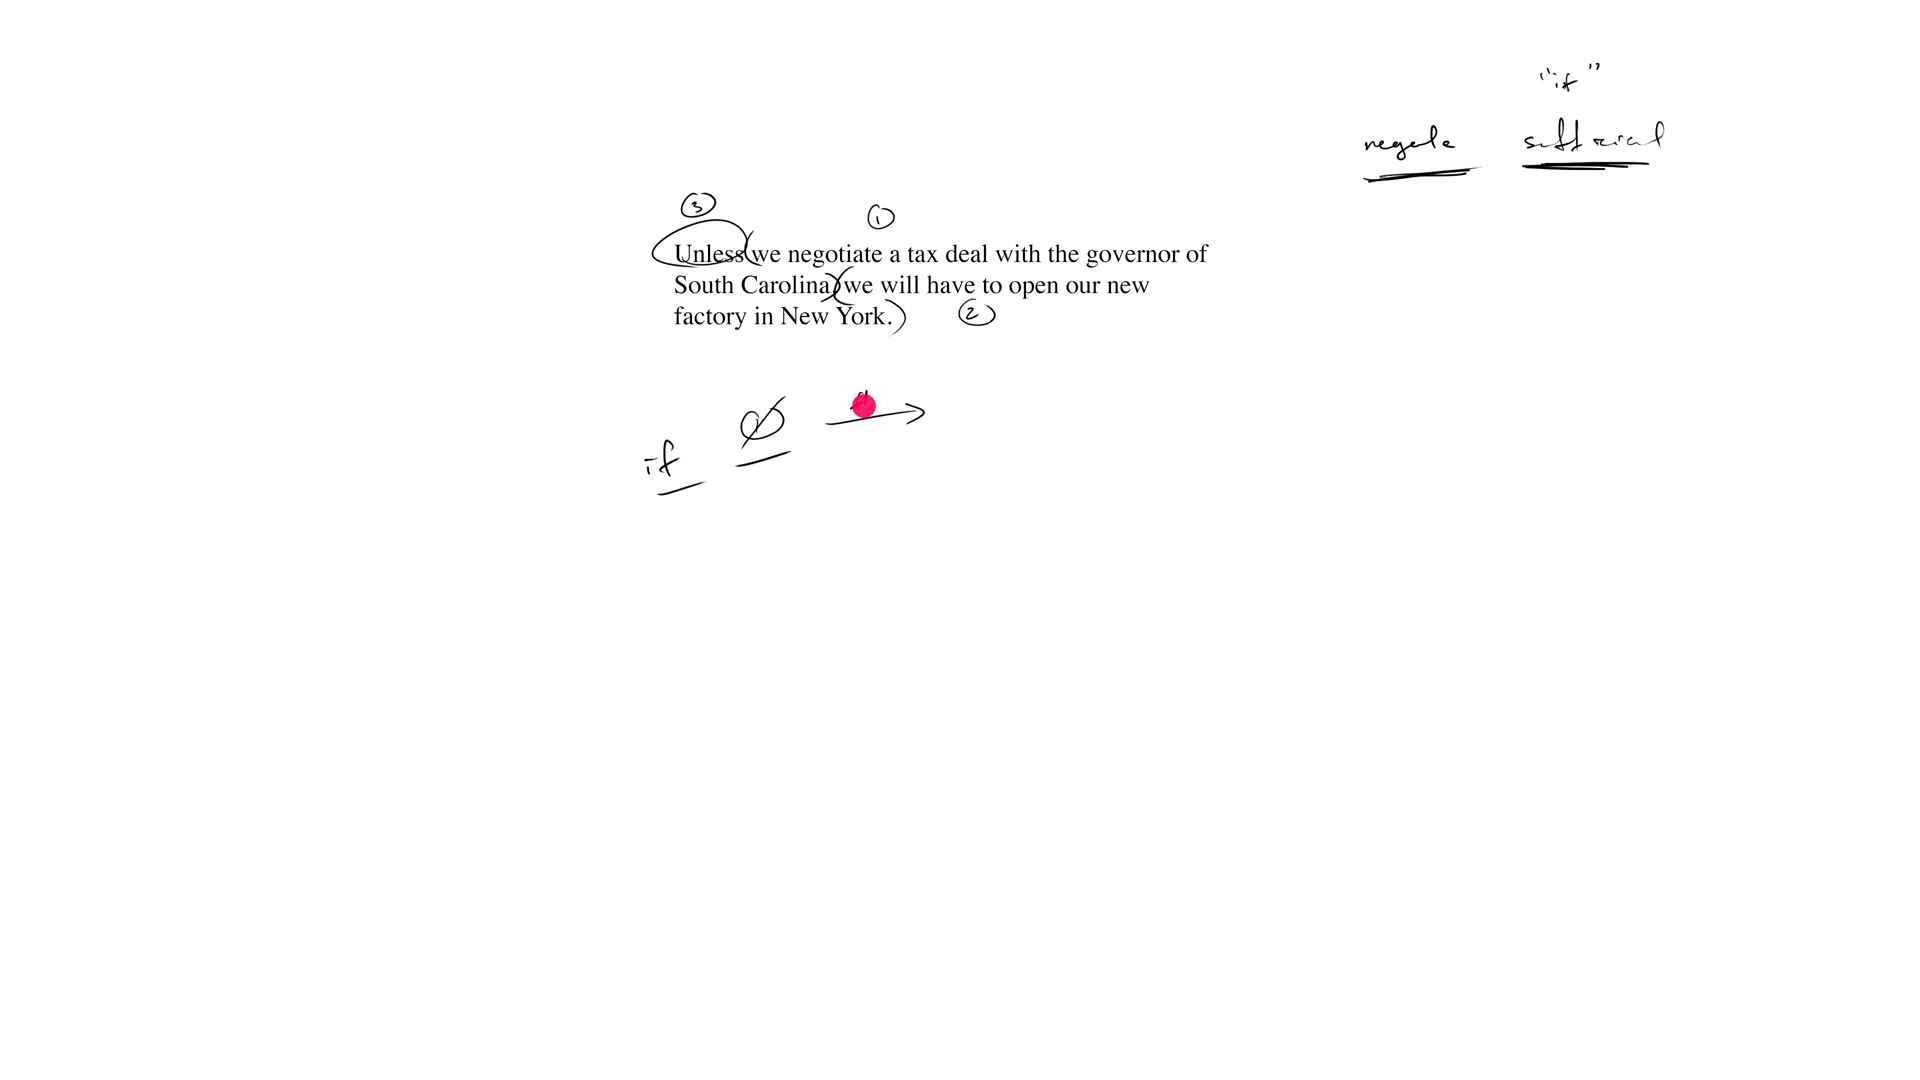 "if"
negate sufficient
3 1
Unless we negotiate a tax deal with the governor of
South Carolina, we will have to open our new
factory in New York. 2
if